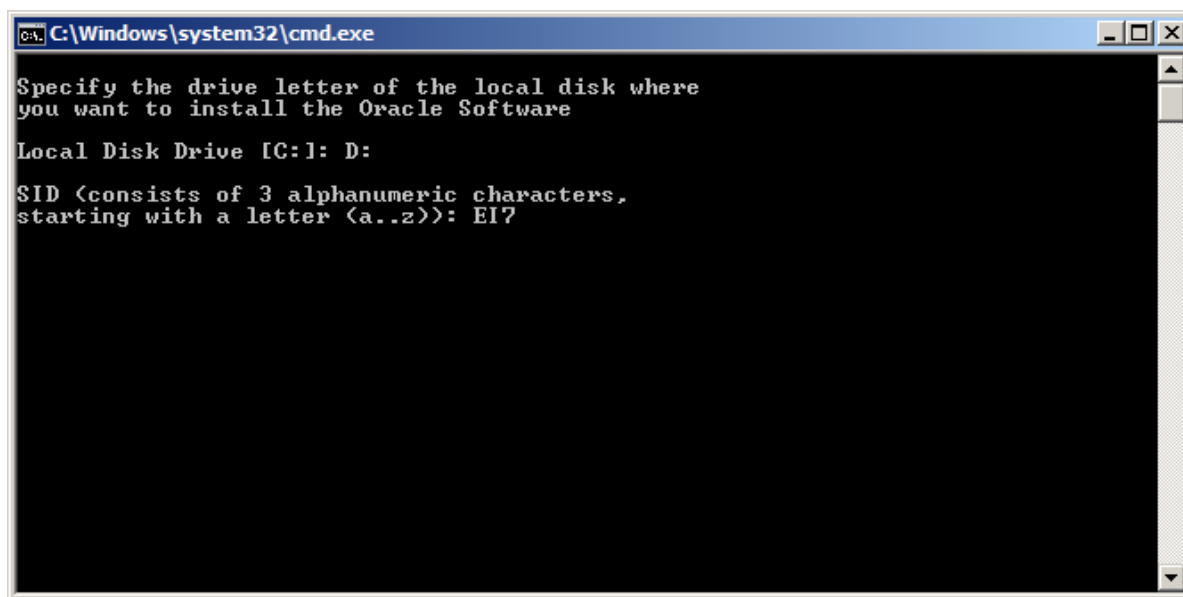 C:\Windows\system32\cmd.exe
Specify the drive letter of the local disk where
you want to install the Oracle Software
Local Disk Drive [C:]: D:
SID (consists of 3 alphanumeric characters,
starting with a letter (a..z)): EI7